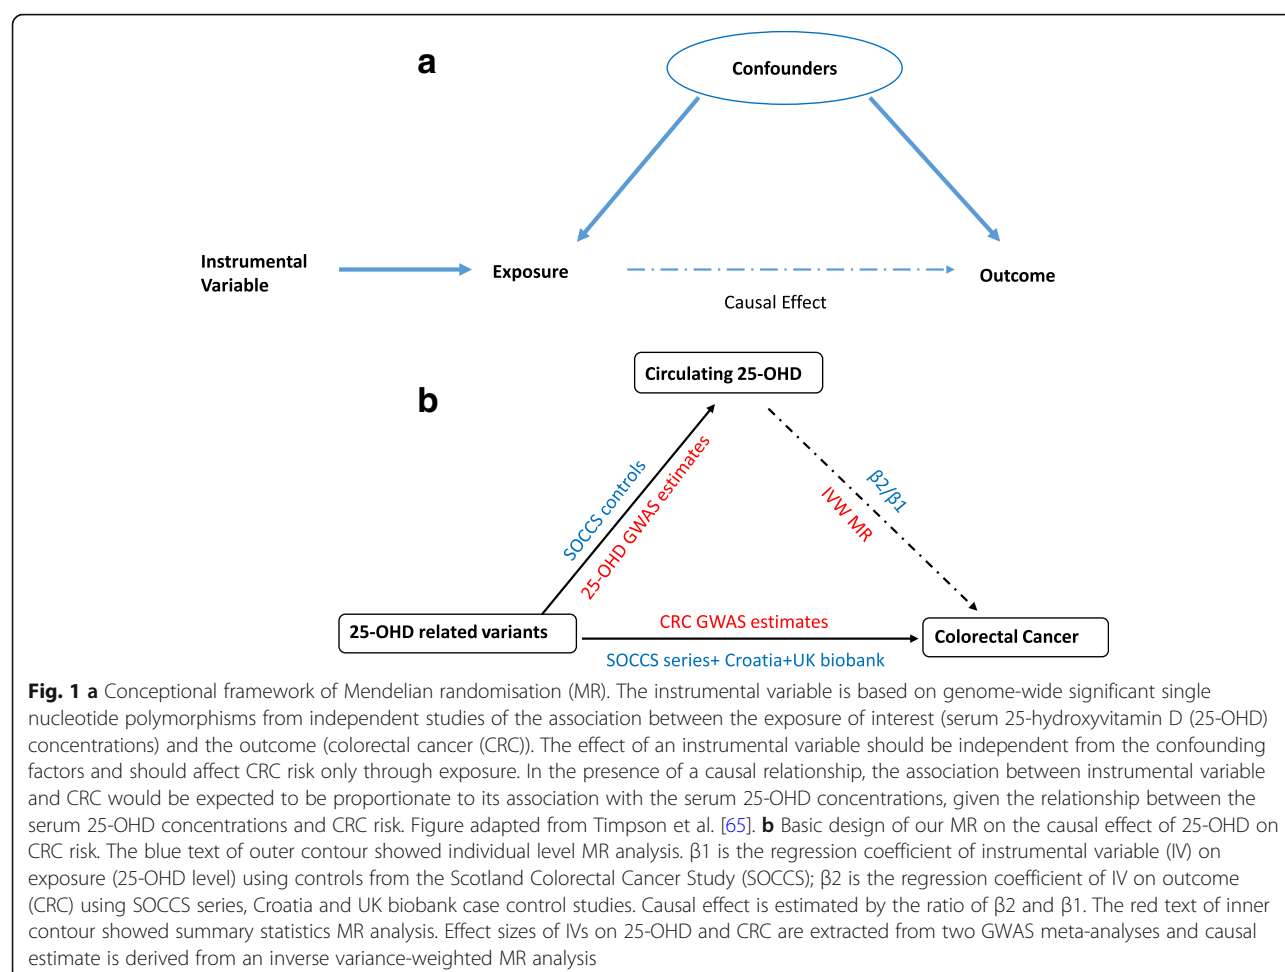 a
Confounders
Instrumental
Variable
Exposure
Outcome
Causal Effect
b
Circulating 25-OHD
SOCCS controls
25-OHD GWAS estimates
β2/β1
IVW MR
25-OHD related variants
CRC GWAS estimates
SOCCS series+ Croatia+UK biobank
Colorectal Cancer
Fig. 1 a Conceptional framework of Mendelian randomisation (MR). The instrumental variable is based on genome-wide significant single
nucleotide polymorphisms from independent studies of the association between the exposure of interest (serum 25-hydroxyvitamin D (25-OHD)
concentrations) and the outcome (colorectal cancer (CRC)). The effect of an instrumental variable should be independent from the confounding
factors and should affect CRC risk only through exposure. In the presence of a causal relationship, the association between instrumental variable
and CRC would be expected to be proportionate to its association with the serum 25-OHD concentrations, given the relationship between the
serum 25-OHD concentrations and CRC risk. Figure adapted from Timpson et al. [65]. b Basic design of our MR on the causal effect of 25-OHD on
CRC risk. The blue text of outer contour showed individual level MR analysis. β1 is the regression coefficient of instrumental variable (IV) on
exposure (25-OHD level) using controls from the Scotland Colorectal Cancer Study (SOCCS); β2 is the regression coefficient of IV on outcome
(CRC) using SOCCS series, Croatia and UK biobank case control studies. Causal effect is estimated by the ratio of β2 and β1. The red text of inner
contour showed summary statistics MR analysis. Effect sizes of IVs on 25-OHD and CRC are extracted from two GWAS meta-analyses and causal
estimate is derived from an inverse variance-weighted MR analysis